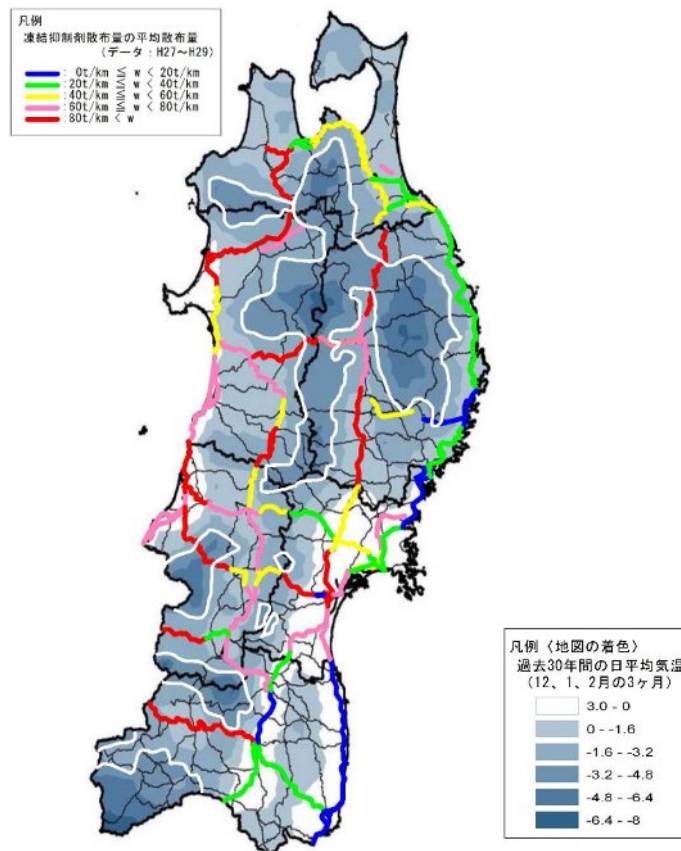 凡例
凍結抑制剤散布量の平均散布量
(データ：H27～H29)
: 0t/km ≦ w < 20t/km
: 20t/km ≦ w < 40t/km
: 40t/km ≦ w < 60t/km
: 60t/km ≦ w < 80t/km
: 80t/km < w
凡例〈地図の着色〉
過去30年間の日平均気温
(12、1、2月の3ヶ月)
3.0 - 0
0 - -1.6
-1.6 - -3.2
-3.2 - -4.8
-4.8 - -6.4
-6.4 - -8